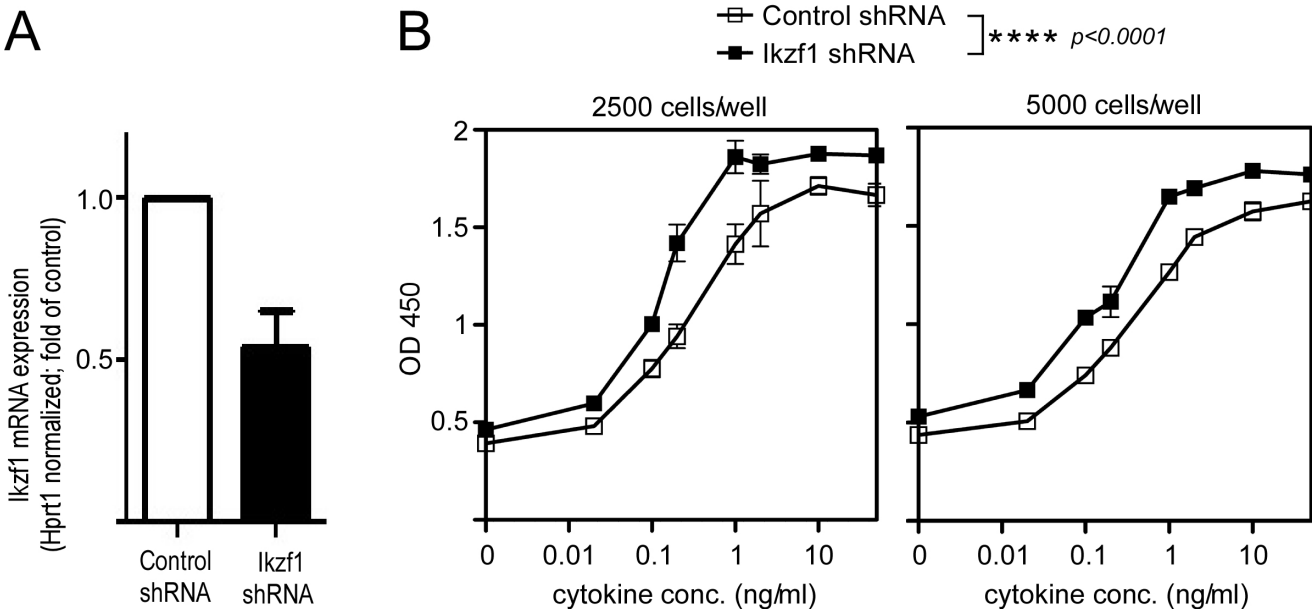 A
Ikzf1 mRNA expression
(Hprt1 normalized; fold of control)
1.0
0.5
Control
shRNA
Ikzf1
shRNA
B
Control shRNA
Ikzf1 shRNA
**** p<0.0001
2500 cells/well
5000 cells/well
OD 450
2
1.5
1
0.5
0 0.01 0.1 1 10
cytokine conc. (ng/ml)
0 0.01 0.1 1 10
cytokine conc. (ng/ml)